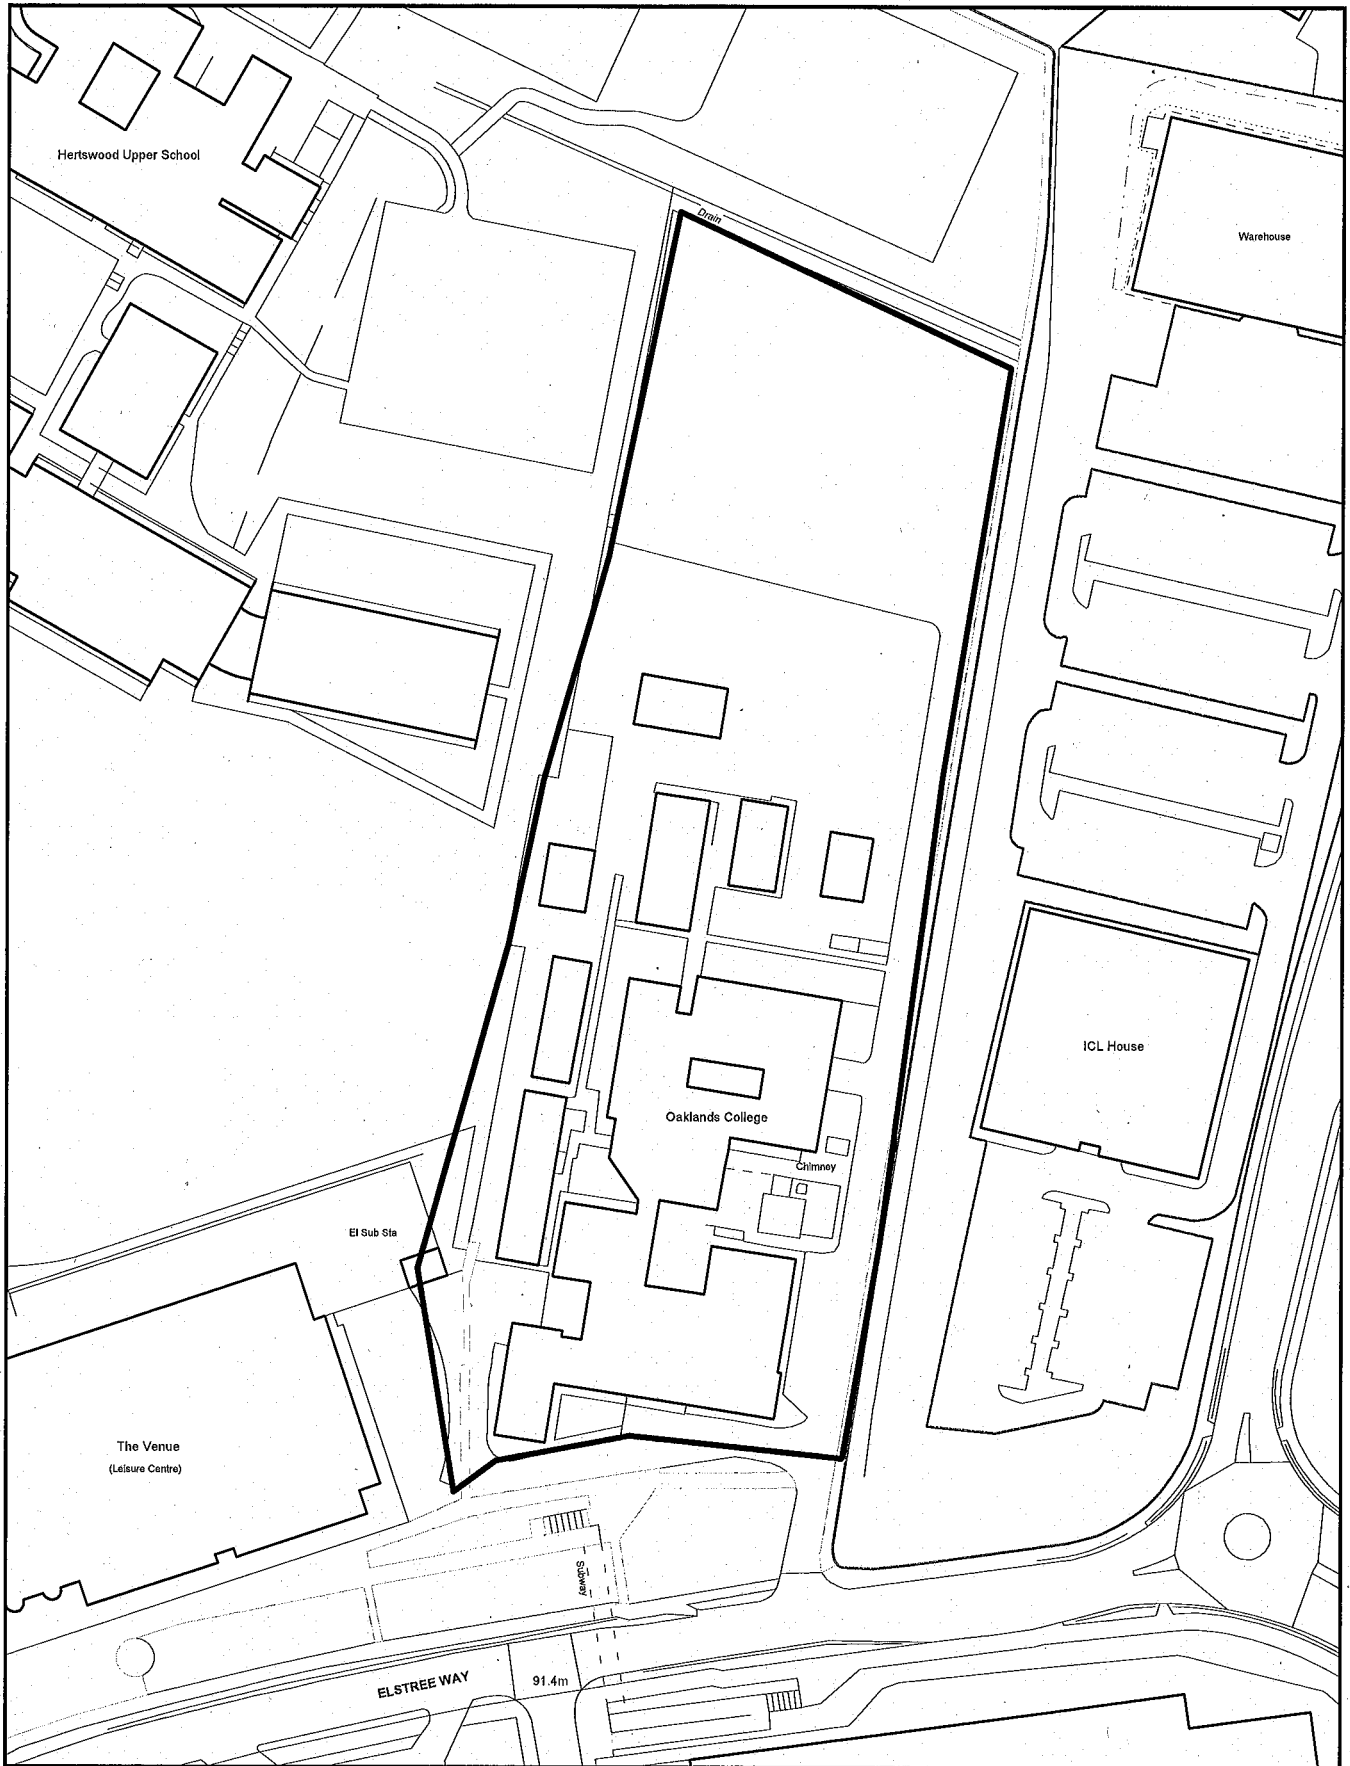 Hertswood Upper School
Drain
Warehouse
ICL House
Oaklands College
Chimney
El Sub Sta
The Venue
(Leisure Centre)
Subway
ELSTREE WAY
91.4m